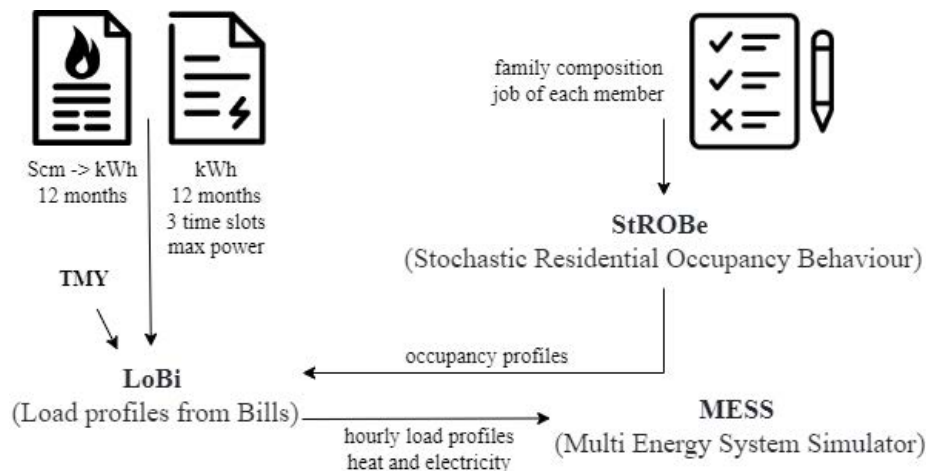 family composition
job of each member
Scm -> kWh
12 months
kWh
12 months
3 time slots
max power
StROBe
(Stochastic Residential Occupancy Behaviour)
TMY
occupancy profiles
LoBi
(Load profiles from Bills)
hourly load profiles
heat and electricity
MESS
(Multi Energy System Simulator)